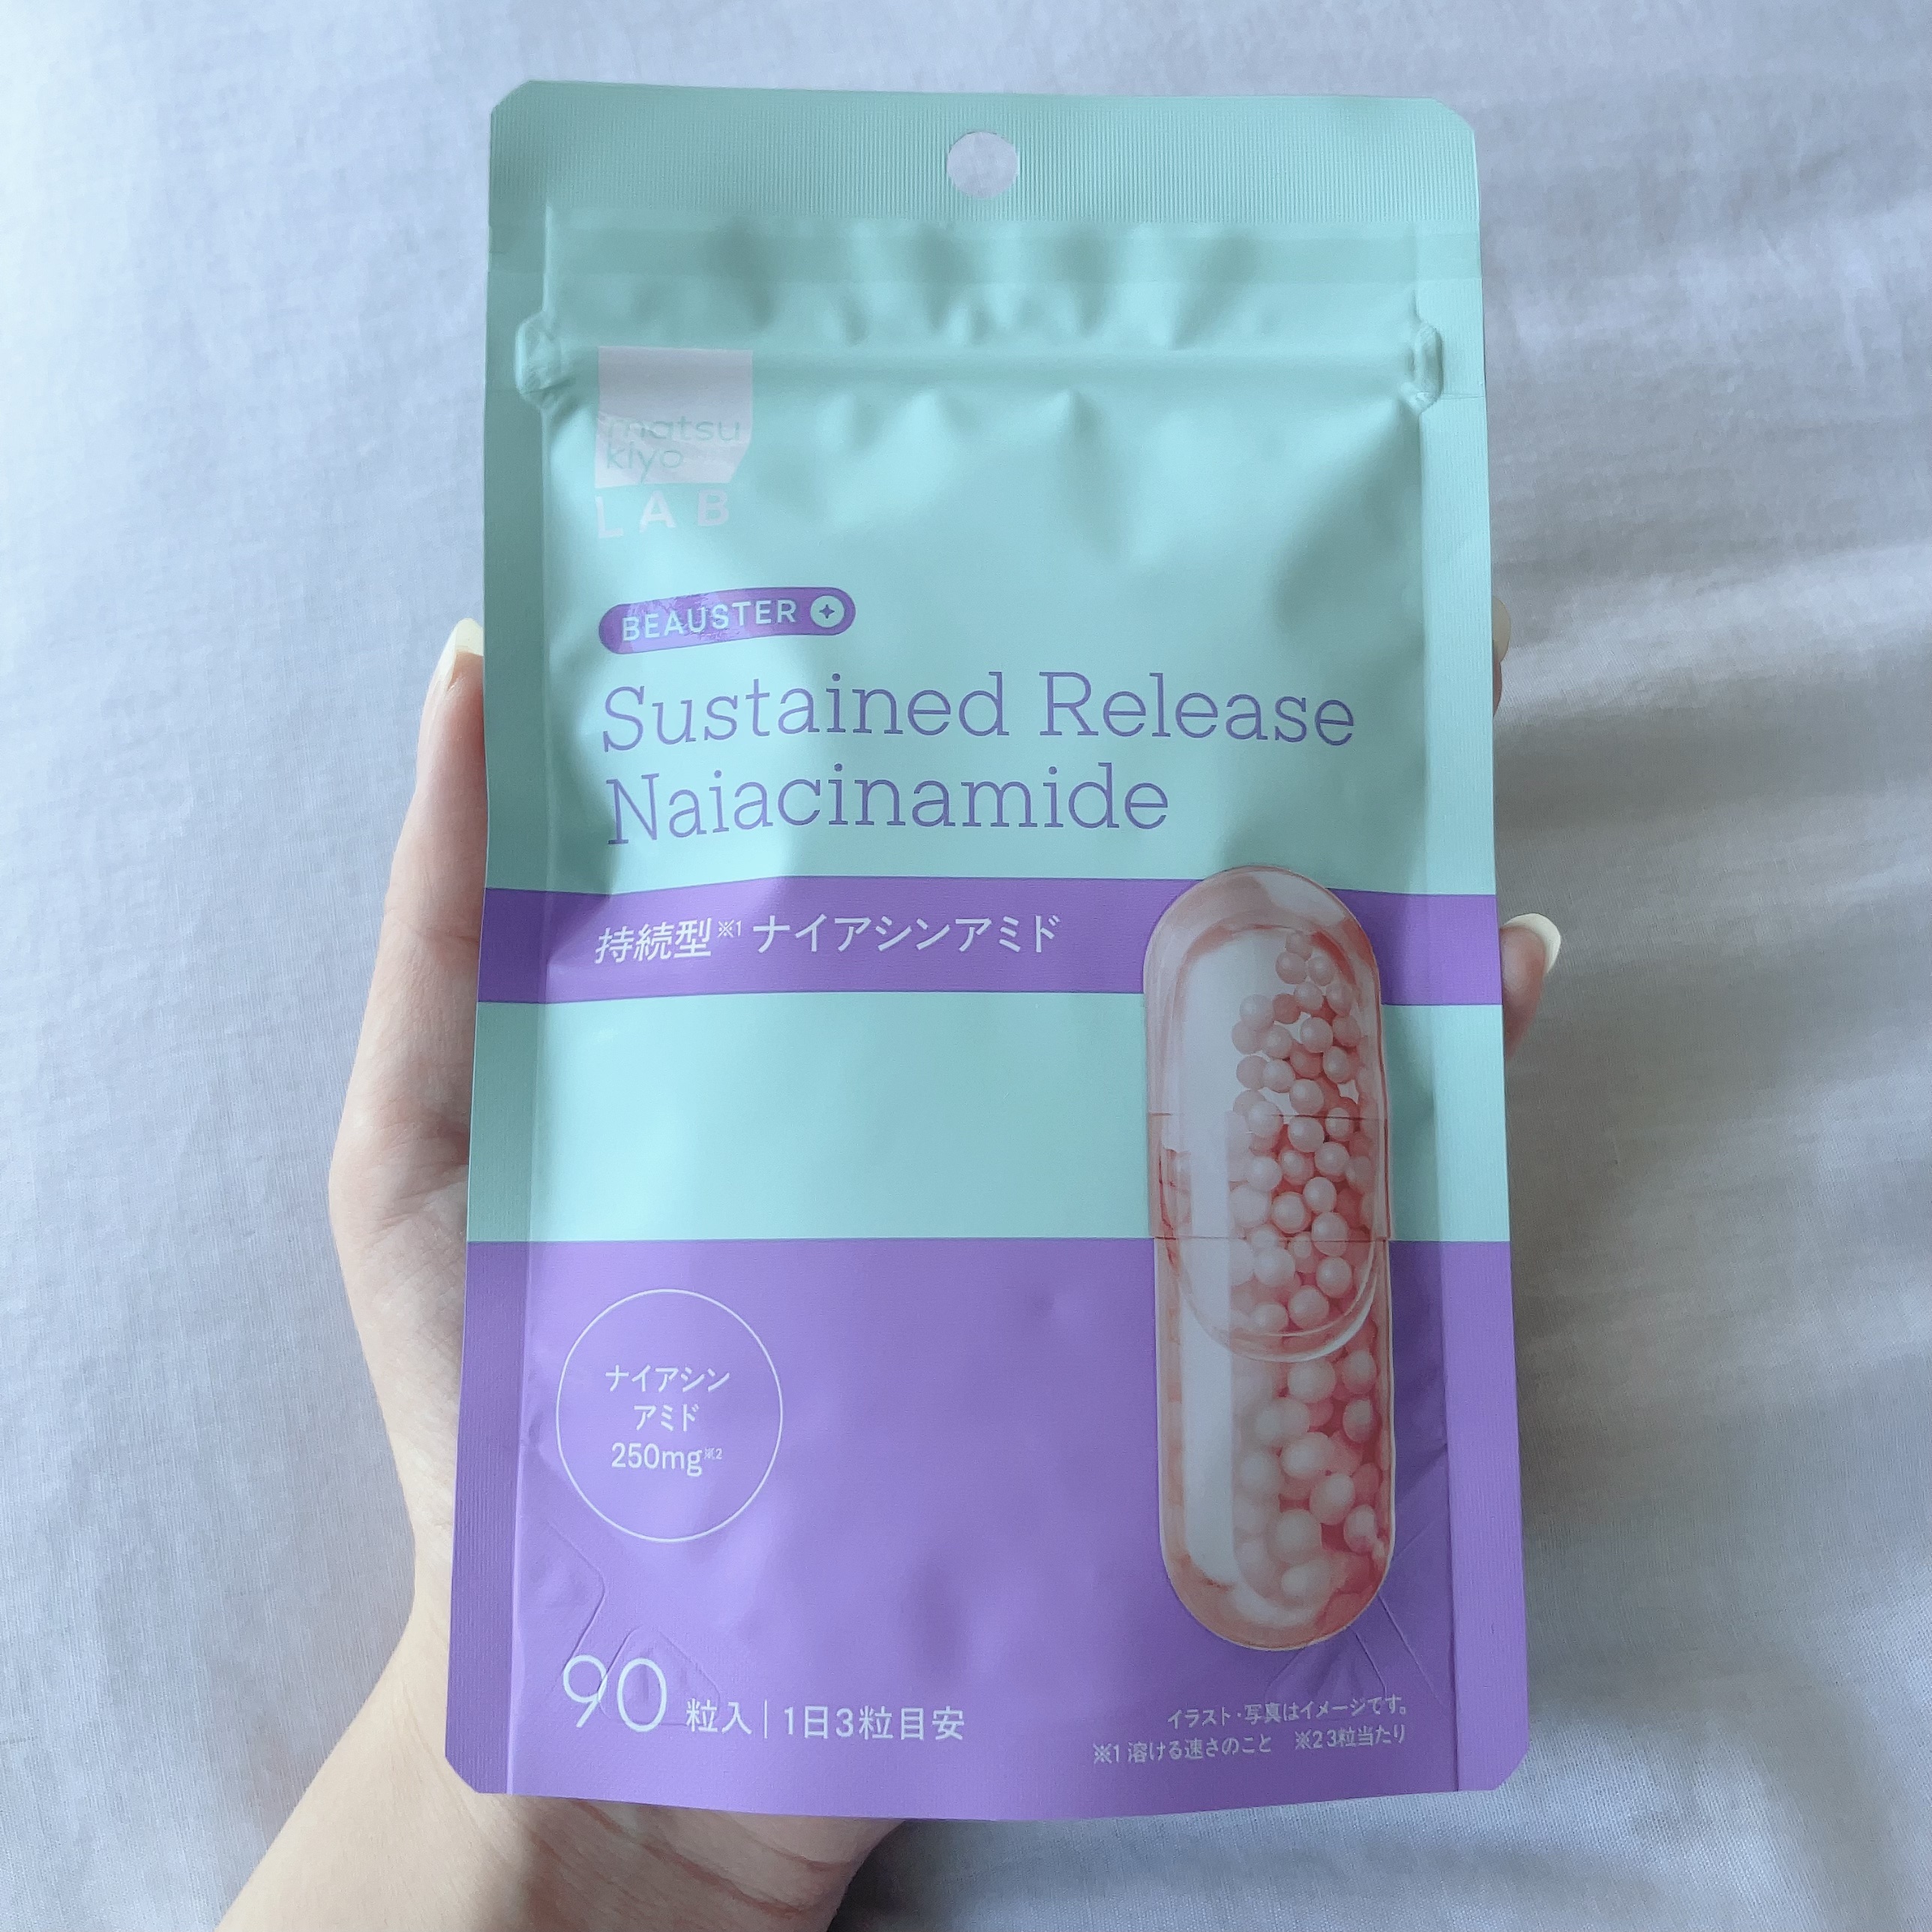 matsu
kiyo
LAB
BEAUSTER
Sustained Release
Naiacinamide
持続型※1 ナイアシンアミド
ナイアシン
アミド
250mg※2
90粒入|1日3粒目安
イラスト・写真はイメージです。
※1 溶ける速さのこと ※2 3粒当たり